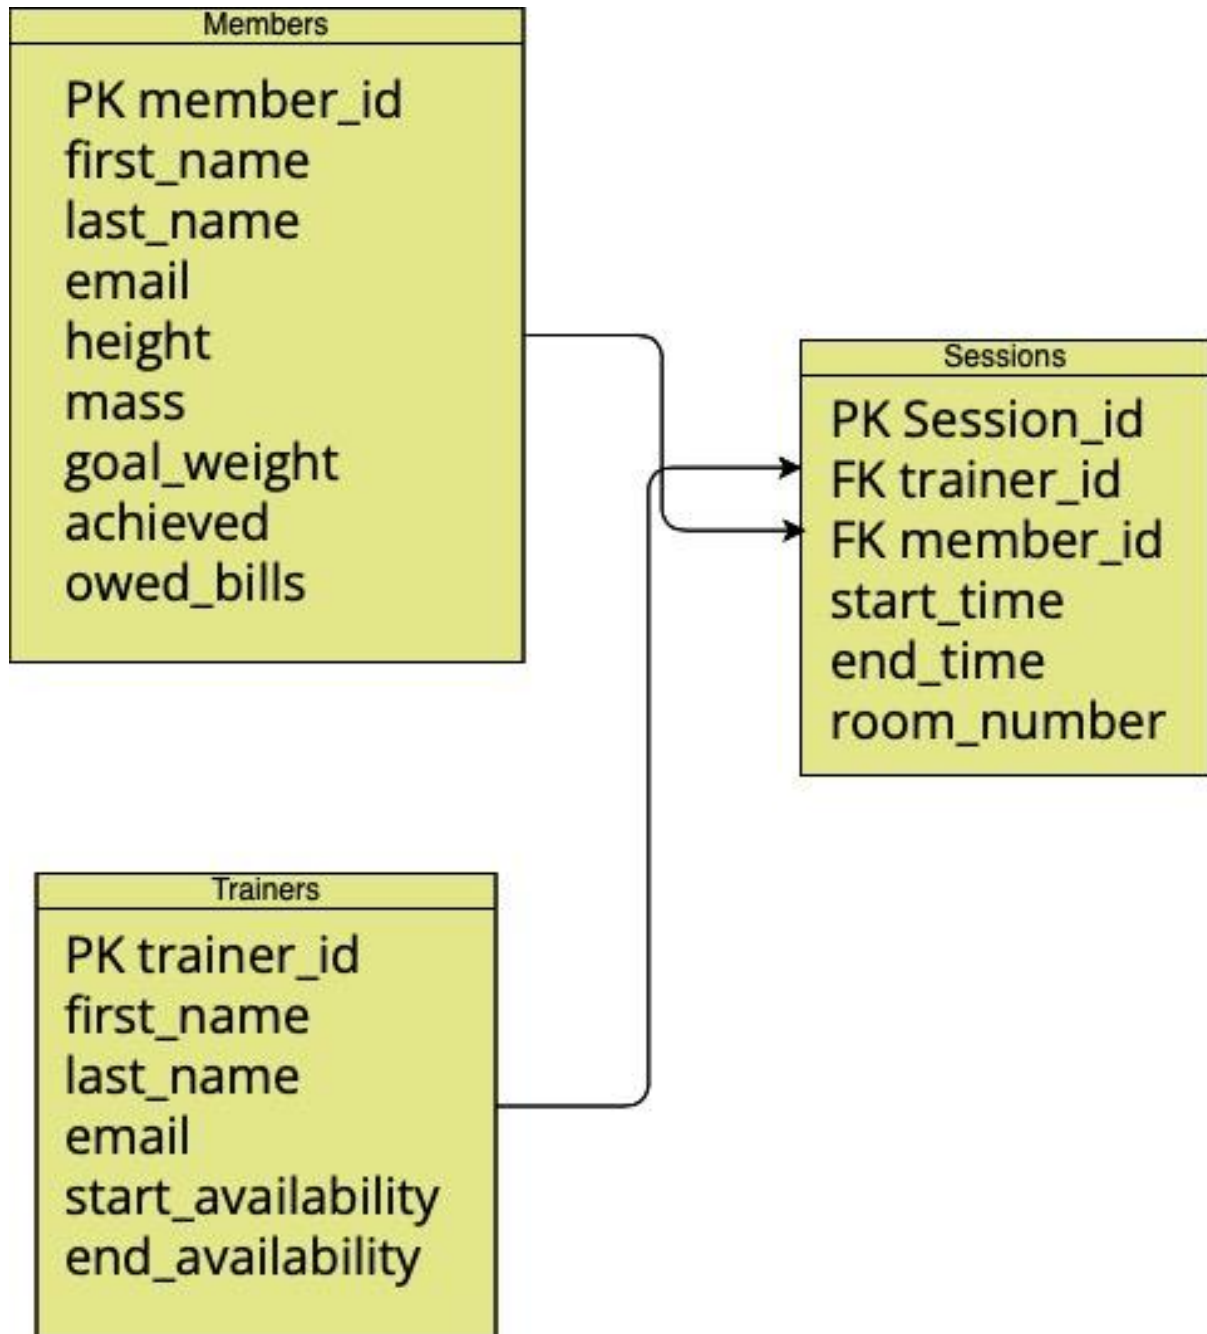 Members
PK member_id
first_name
last_name
email
height
mass
goal_weight
achieved
owed_bills
Sessions
PK Session_id
FK trainer_id
FK member_id
start_time
end_time
room_number
Trainers
PK trainer_id
first_name
last_name
email
start_availability
end_availability